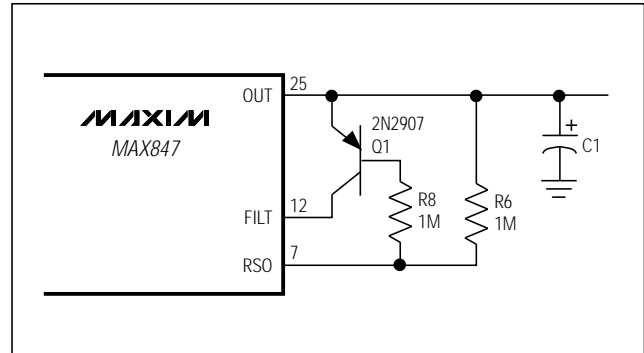 OUT 25
MAXIM
MAX847
2N2907
Q1
+
C1
FILT 12
R8
1M
R6
1M
RSO 7